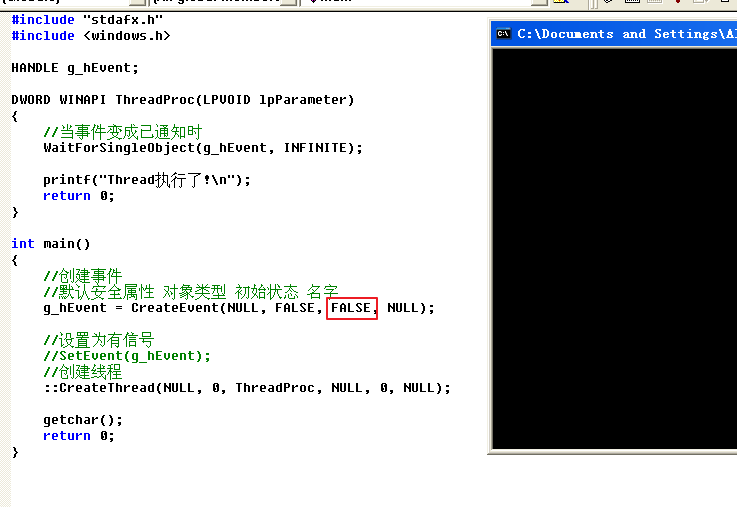 #include "stdafx.h"
#include <windows.h>
HANDLE g_hEvent;
DWORD WINAPI ThreadProc(LPVOID lpParameter)
{
//当事件变成已通知时
WaitForSingleObject(g_hEvent, INFINITE);
printf("Thread执行了!\n");
return 0;
}
int main()
{
//创建事件
//默认安全属性 对象类型 初始状态 名字
g_hEvent = CreateEvent(NULL, FALSE, FALSE, NULL);
//设置为有信号
//SetEvent(g_hEvent);
//创建线程
::CreateThread(NULL, 0, ThreadProc, NULL, 0, NULL);
getchar();
return 0;
}
C:\Documents and Settings\A